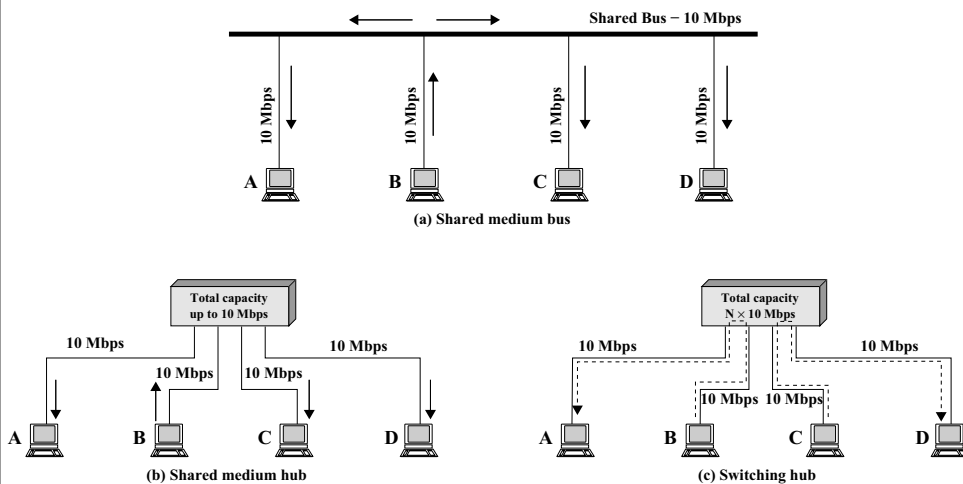 Shared Bus − 10 Mbps
10 Mbps
10 Mbps
10 Mbps
10 Mbps
A
B
C
D
(a) Shared medium bus
Total capacity
up to 10 Mbps
10 Mbps
10 Mbps
10 Mbps
10 Mbps
A
B
C
D
(b) Shared medium hub
Total capacity
N × 10 Mbps
10 Mbps
10 Mbps
10 Mbps
10 Mbps
A
B
C
D
(c) Switching hub